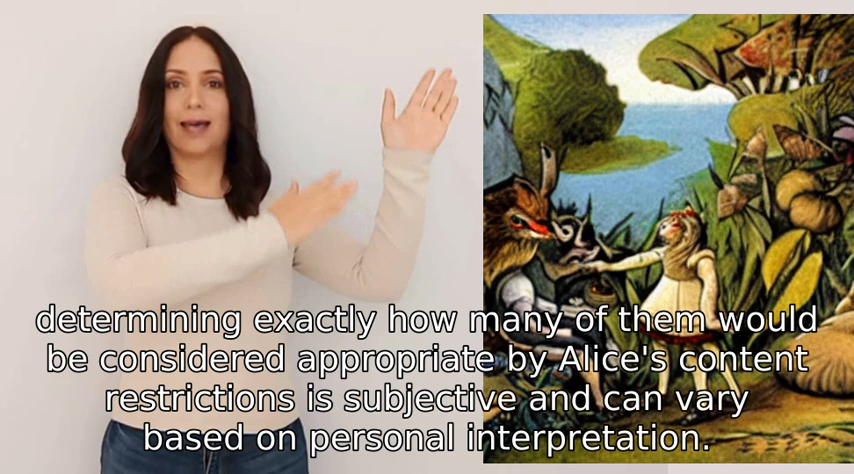 determining exactly how many of them would
be considered appropriate by Alice's content
restrictions is subjective and can vary
based on personal interpretation.